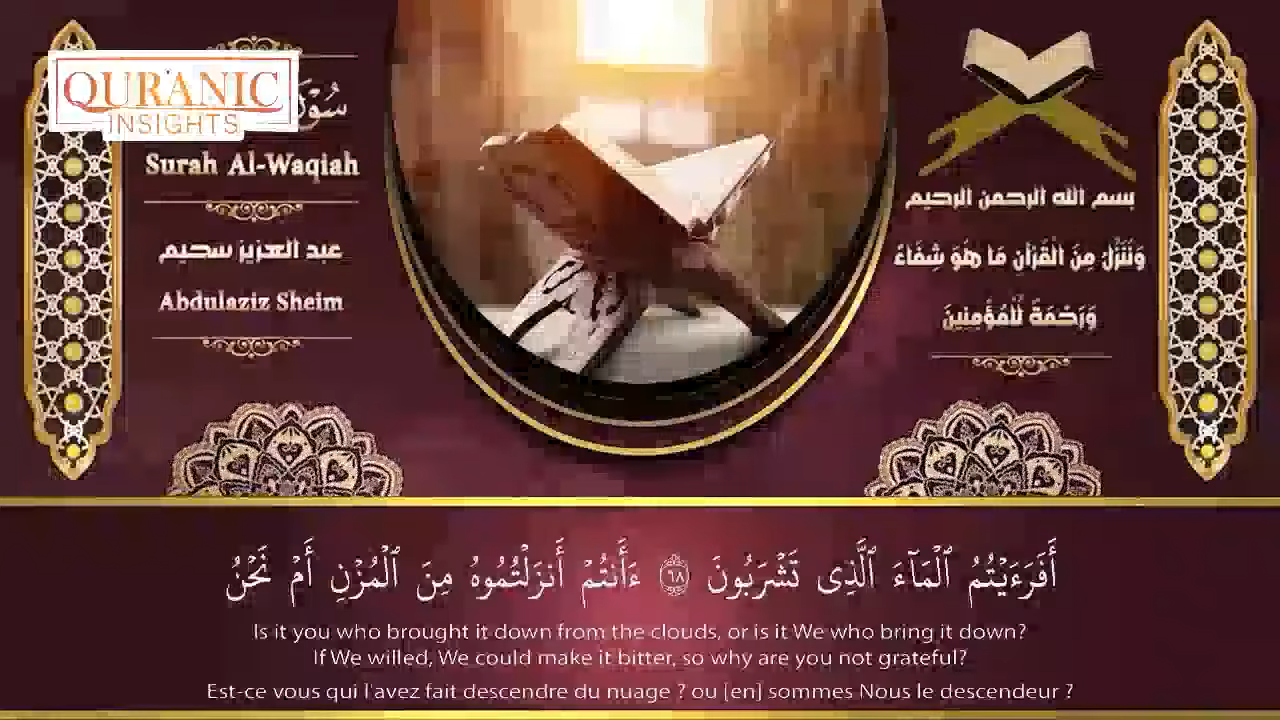 QURANIC
INSIGHTS
Surah Al-Waqiah
عبد العزيز سحيم
Abdulaziz Sheim
بسم الله الرحمن الرحيم
وَنُنَزِّلُ مِنَ الْقُرْآنِ مَا هُوَ شِفَاءٌ
وَرَحْمَةٌ لِّلْمُؤْمِنِينَ
أَفَرَءَيْتُمُ ٱلْمَآءَ ٱلَّذِى تَشْرَبُونَ ٦٨ ءَأَنتُمْ أَنزَلْتُمُوهُ مِنَ ٱلْمُزْنِ أَمْ نَحْنُ
Is it you who brought it down from the clouds, or is it We who bring it down?
If We willed, We could make it bitter, so why are you not grateful?
Est-ce vous qui l'avez fait descendre du nuage ? ou [en] sommes Nous le descendeur ?